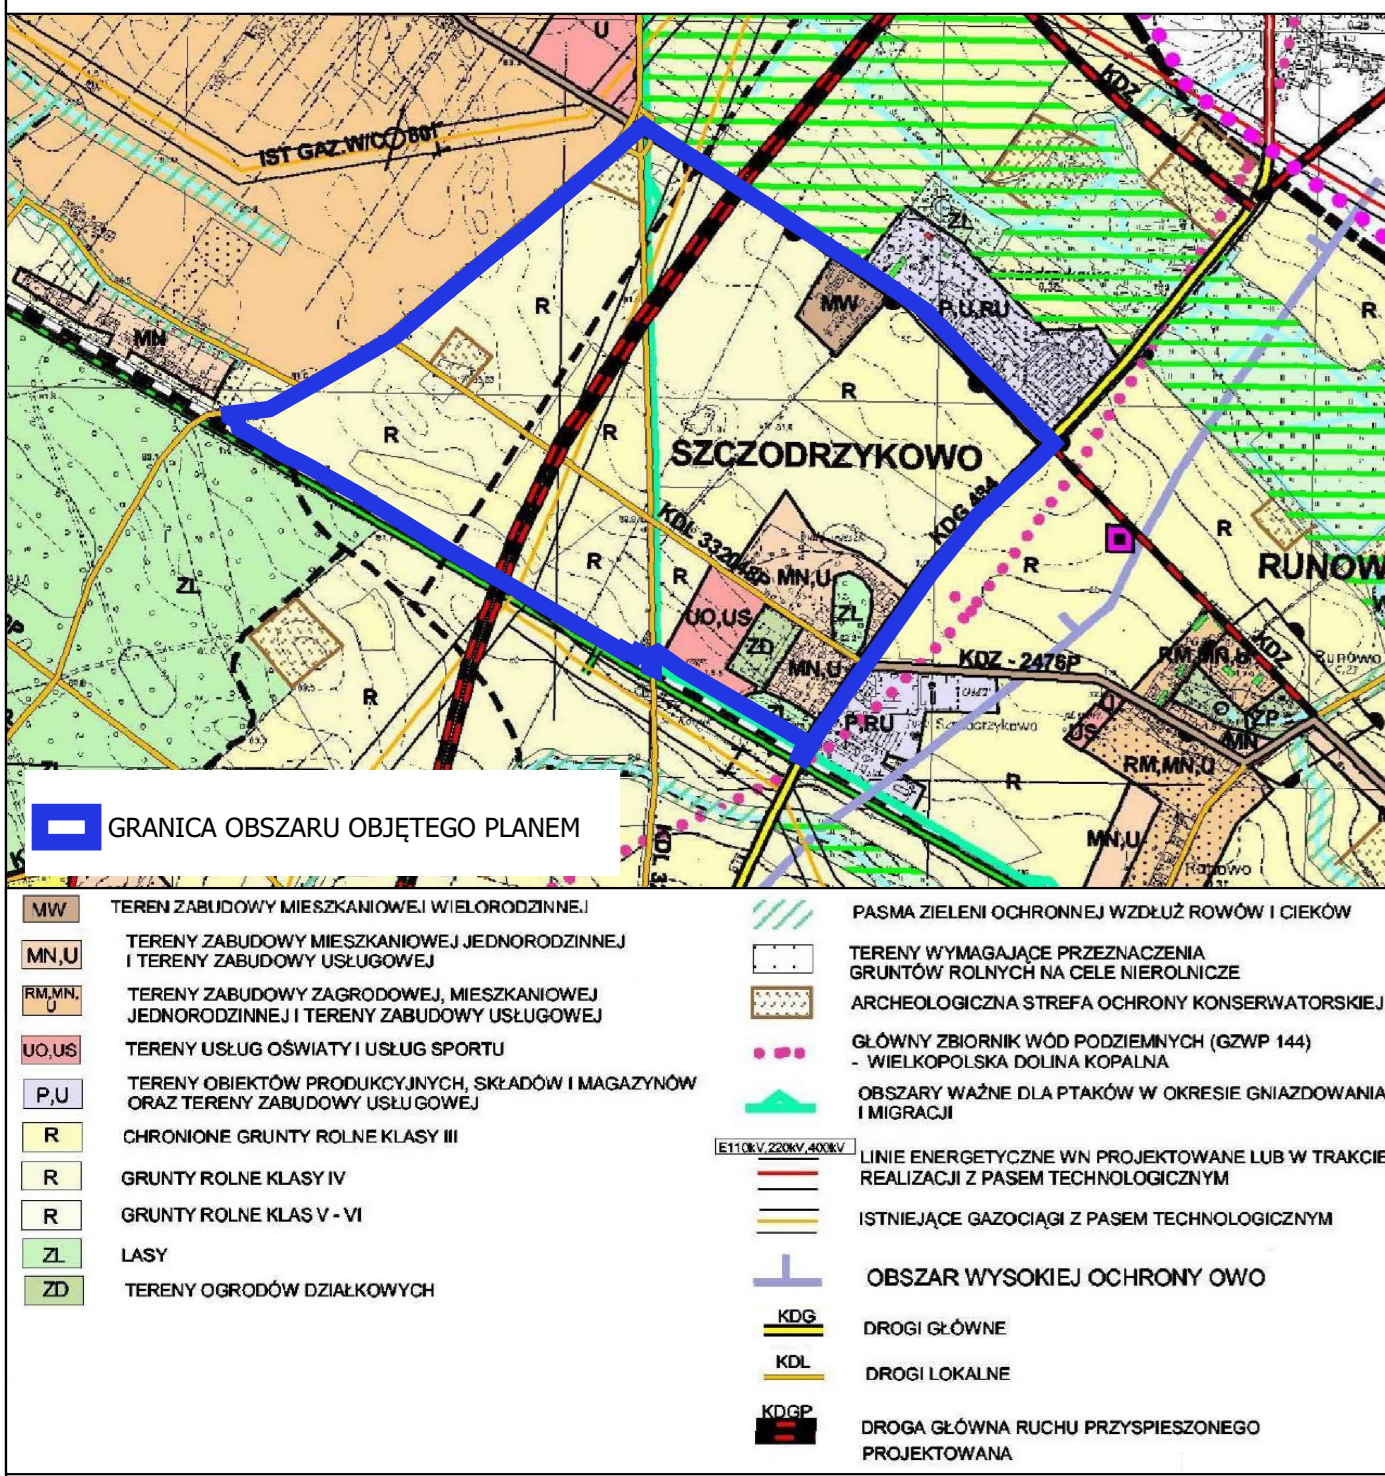 U
KDZ
IST GAZ.W/C
ZŁ
R
MW
P,U,RU
R
MN
R
R
R
SZCZODRZYKOWO
KDG 434
KDL 3320
R
R
R
R
RUNOW
ZL
MN,U
UO,US
ZL
ZD
MN,U
KDZ - 2476P
RM,MN,U
KDZ
Runowo
R
Szczodrzykowo
P,RU
U
US
ZP
MN
ZL
RM,MN,U
R
MN,U
KDL
GRANICA OBSZARU OBJĘTEGO PLANEM
MW TEREN ZABUDOWY MIESZKANIOWEJ WIELORODZINNEJ
MN,U TERENY ZABUDOWY MIESZKANIOWEJ JEDNORODZINNEJ
I TERENY ZABUDOWY USŁUGOWEJ
RM,MN,
U
TERENY ZABUDOWY ZAGRODOWEJ, MIESZKANIOWEJ
JEDNORODZINNEJ I TERENY ZABUDOWY USŁUGOWEJ
UO,US TERENY USŁUG OŚWIATY I USŁUG SPORTU
P,U TERENY OBIEKTÓW PRODUKCYJNYCH, SKŁADÓW I MAGAZYNÓW
ORAZ TERENY ZABUDOWY USŁUGOWEJ
R CHRONIONE GRUNTY ROLNE KLASY III
R GRUNTY ROLNE KLASY IV
R GRUNTY ROLNE KLAS V - VI
ZL LASY
ZD TERENY OGRODÓW DZIAŁKOWYCH
PASMA ZIELENI OCHRONNEJ WZDŁUŻ ROWÓW I CIEKÓW
TERENY WYMAGAJĄCE PRZEZNACZENIA
GRUNTÓW ROLNYCH NA CELE NIEROLNICZE
ARCHEOLOGICZNA STREFA OCHRONY KONSERWATORSKIEJ
GŁÓWNY ZBIORNIK WÓD PODZIEMNYCH (GZWP 144)
- WIELKOPOLSKA DOLINA KOPALNA
OBSZARY WAŻNE DLA PTAKÓW W OKRESIE GNIAZDOWANIA
I MIGRACJI
E110kV,220kV,400kV
LINIE ENERGETYCZNE WN PROJEKTOWANE LUB W TRAKCIE
REALIZACJI Z PASEM TECHNOLOGICZNYM
ISTNIEJĄCE GAZOCIĄGI Z PASEM TECHNOLOGICZNYM
OBSZAR WYSOKIEJ OCHRONY OWO
KDG DROGI GŁÓWNE
KDL DROGI LOKALNE
KDGP
DROGA GŁÓWNA RUCHU PRZYSPIESZONEGO
PROJEKTOWANA